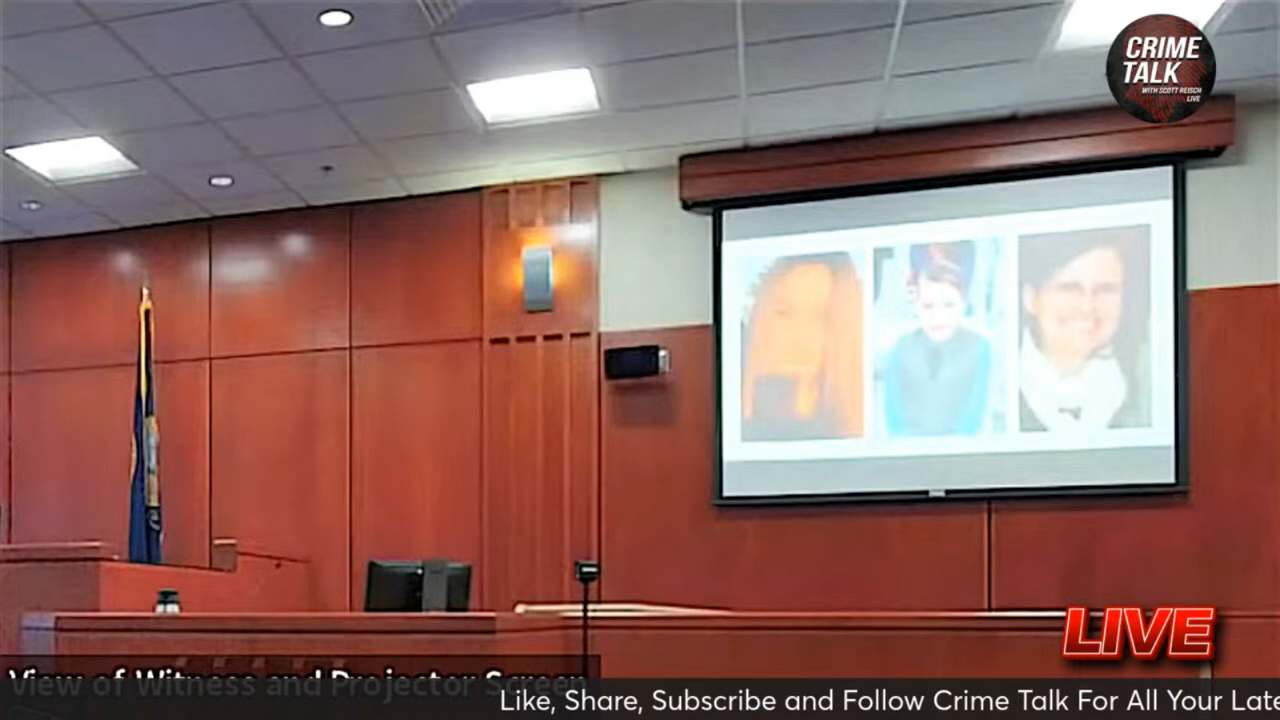 CRIME
TALK
WITH SCOTT REISCH
LIVE
LIVE
View of Witness and Projector Screen
Like, Share, Subscribe and Follow Crime Talk For All Your Late